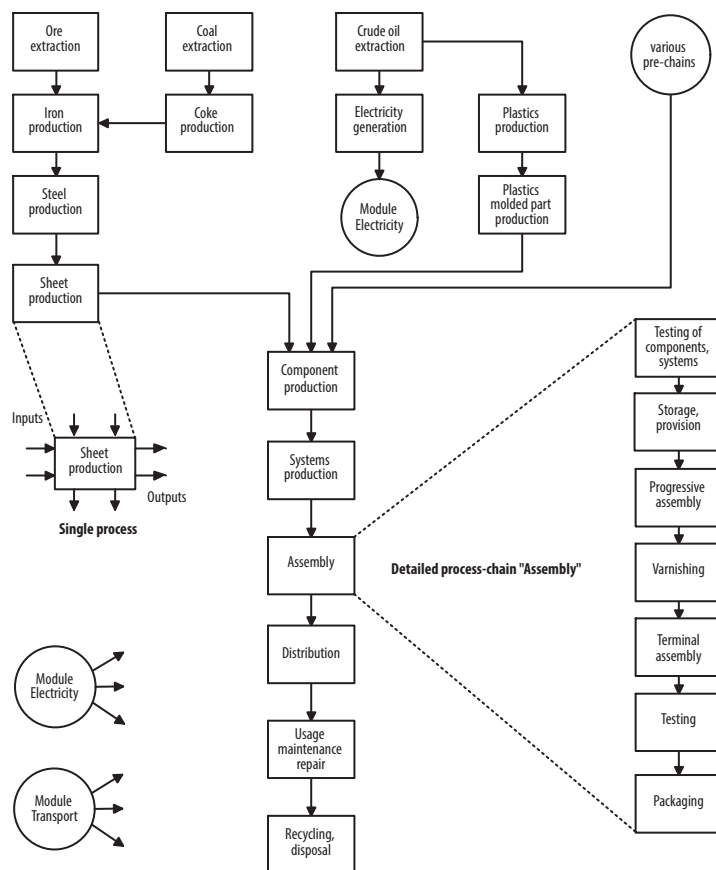 Ore
extraction
Coal
extraction
Crude oil
extraction
various
pre-chains
Iron
production
Coke
production
Electricity
generation
Plastics
production
Steel
production
Module
Electricity
Plastics
molded part
production
Sheet
production
Component
production
Testing of
components,
systems
Inputs
Sheet
production
Outputs
Single process
Storage,
provision
Systems
production
Progressive
assembly
Assembly
Detailed process-chain "Assembly"
Varnishing
Distribution
Terminal
assembly
Module
Electricity
Usage
maintenance
repair
Testing
Module
Transport
Packaging
Recycling,
disposal